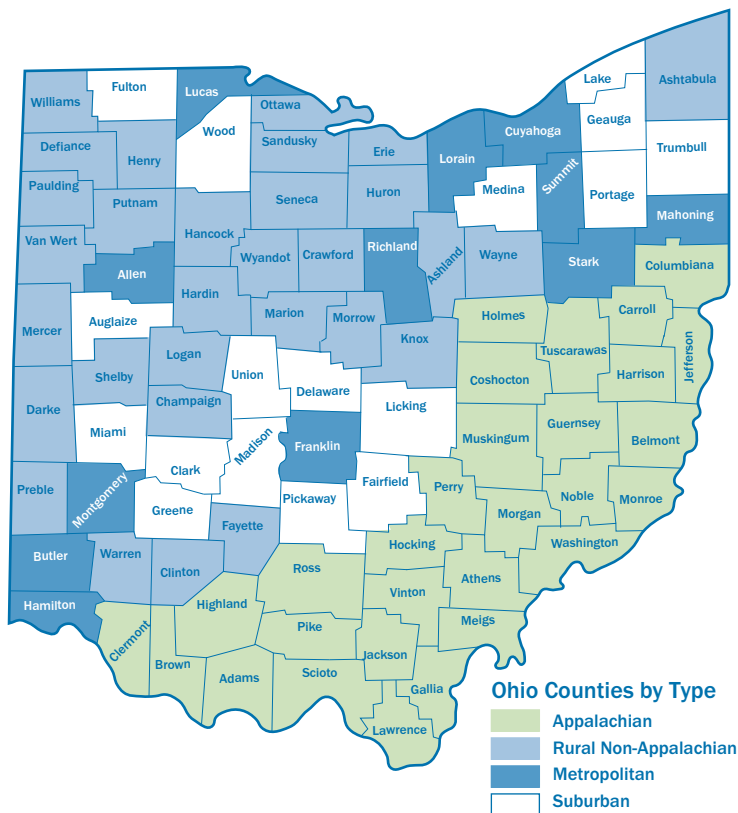 Lake
Ashtabula
Williams
Fulton
Lucas
Ottawa
Geauga
Wood
Cuyahoga
Defiance
Henry
Sandusky
Erie
Lorain
Trumbull
Paulding
Putnam
Seneca
Huron
Medina
Summit
Portage
Mahoning
Van Wert
Hancock
Wyandot
Crawford
Richland
Ashland
Wayne
Stark
Columbiana
Allen
Hardin
Mercer
Auglaize
Marion
Morrow
Holmes
Carroll
Knox
Tuscarawas
Jefferson
Logan
Shelby
Union
Delaware
Coshocton
Harrison
Darke
Champaign
Licking
Miami
Madison
Franklin
Muskingum
Guernsey
Belmont
Clark
Preble
Montgomery
Greene
Pickaway
Fairfield
Perry
Noble
Monroe
Morgan
Fayette
Butler
Warren
Clinton
Hocking
Washington
Ross
Athens
Hamilton
Highland
Vinton
Clermont
Pike
Meigs
Brown
Adams
Scioto
Jackson
Gallia
Lawrence
Ohio Counties by Type
Appalachian
Rural Non-Appalachian
Metropolitan
Suburban